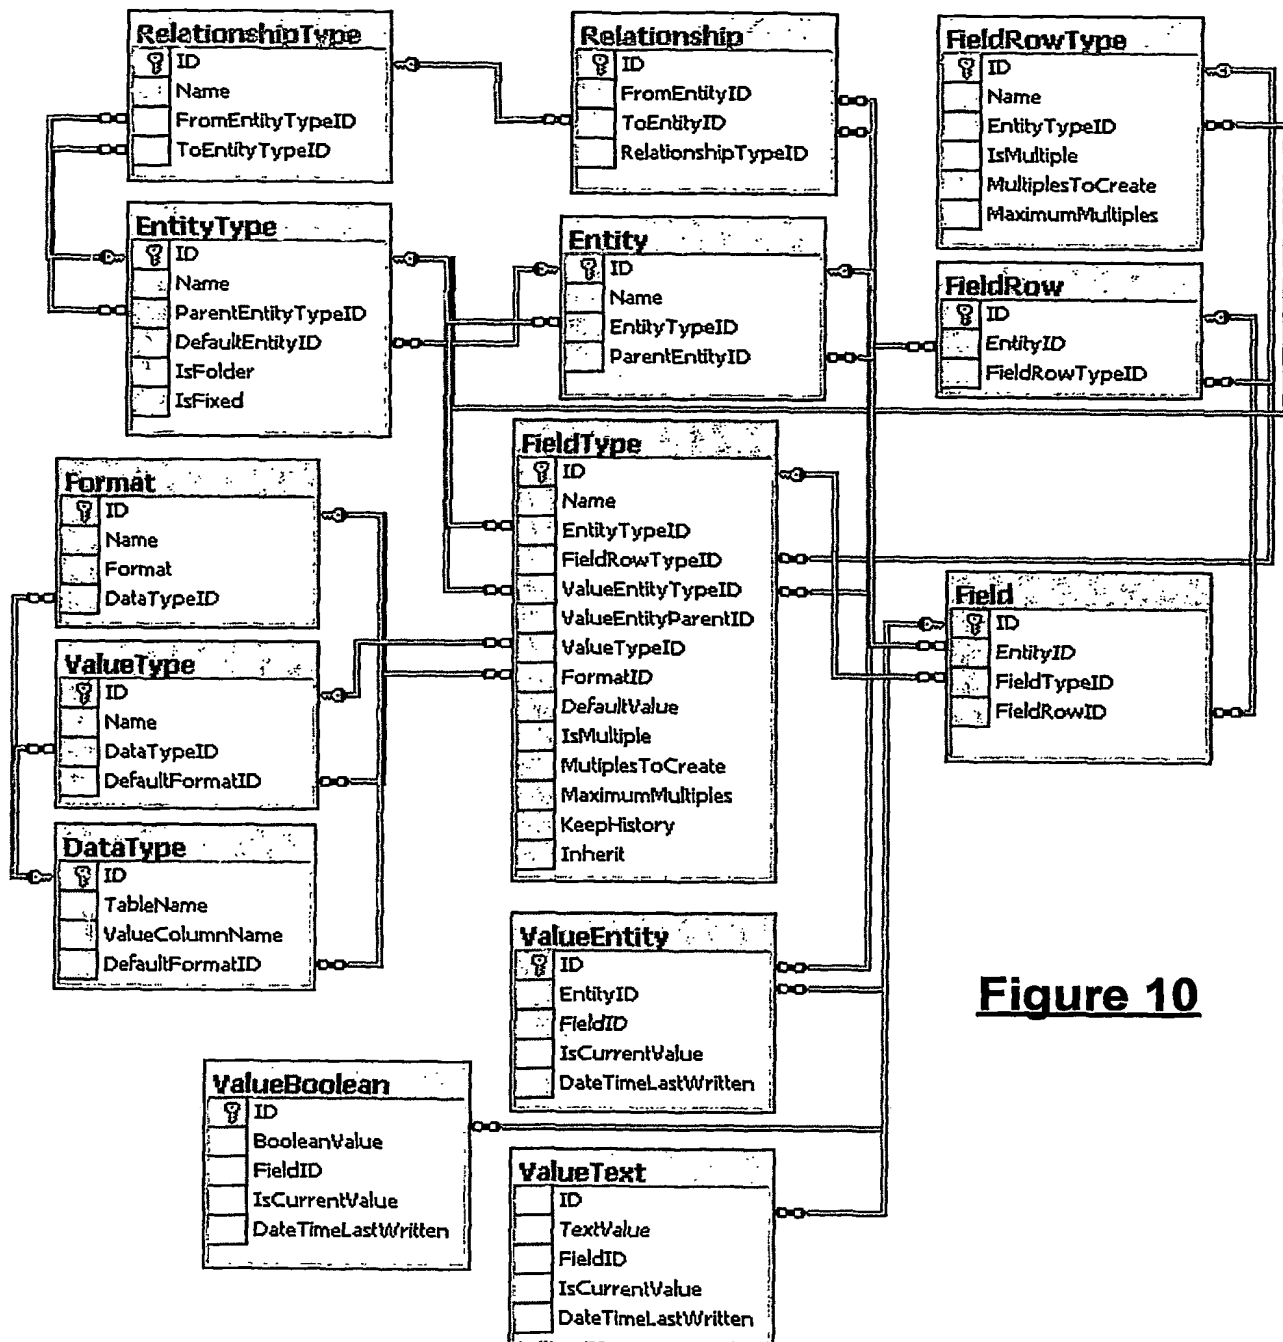 RelationshipType
ID
Name
FromEntityTypeID
ToEntityTypeID
Relationship
ID
FromEntityID
ToEntityID
RelationshipTypeID
FieldRowType
ID
Name
EntityTypeID
IsMultiple
MultiplesToCreate
MaximumMultiples
EntityType
ID
Name
ParentEntityTypeID
DefaultEntityID
IsFolder
IsFixed
Entity
ID
Name
EntityTypeID
ParentEntityID
FieldRow
ID
EntityID
FieldRowTypeID
Format
ID
Name
Format
DataTypeID
FieldType
ID
Name
EntityTypeID
FieldRowTypeID
ValueEntityTypeID
ValueEntityParentID
ValueTypeID
FormatID
DefaultValue
IsMultiple
MutiplesToCreate
MaximumMultiples
KeepHistory
Inherit
Field
ID
EntityID
FieldTypeID
FieldRowID
ValueType
ID
Name
DataTypeID
DefaultFormatID
DataType
ID
TableName
ValueColumnName
DefaultFormatID
ValueEntity
ID
EntityID
FieldID
IsCurrentValue
DateTimeLastWritten
Figure 10
ValueBoolean
ID
BooleanValue
FieldID
IsCurrentValue
DateTimeLastWritten
ValueText
ID
TextValue
FieldID
IsCurrentValue
DateTimeLastWritten